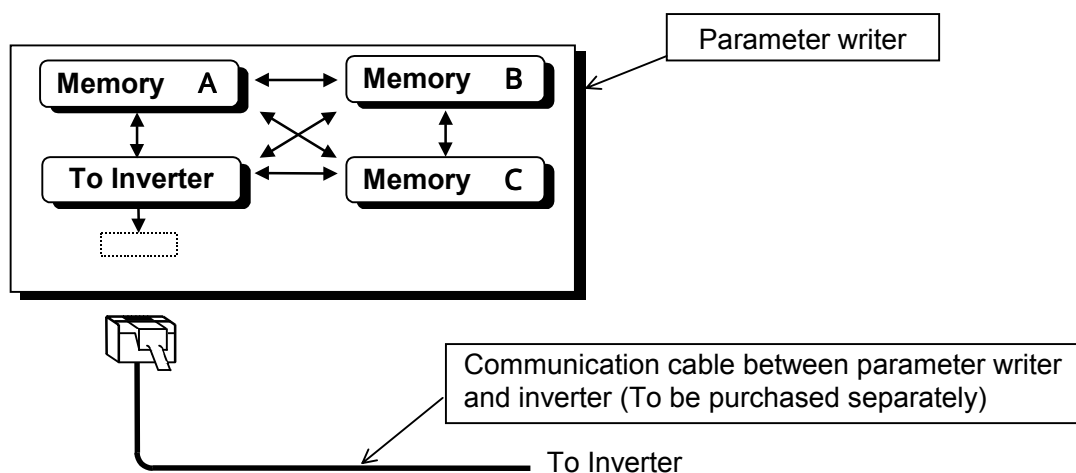 Parameter writer
Memory A
Memory B
To Inverter
Memory C
Communication cable between parameter writer
and inverter (To be purchased separately)
To Inverter